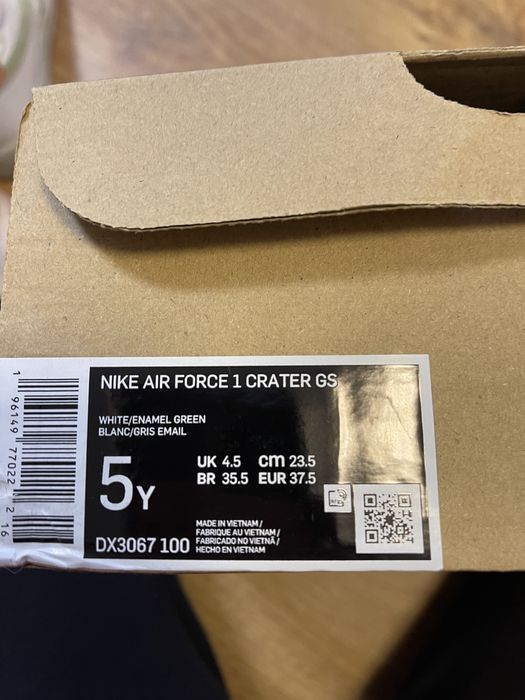 NIKE AIR FORCE 1 CRATER GS
WHITE/ENAMEL GREEN
BLANC/GRIS EMAIL
5Y
UK 4.5 cm 23.5
BR 35.5 EUR 37.5
DX3067 100
MADE IN VIETNAM /
FABRIQUE AU VIETNAM /
FABRICADO NO VIETNÃ /
HECHO EN VIETNAM
1 96149 77022 2 16